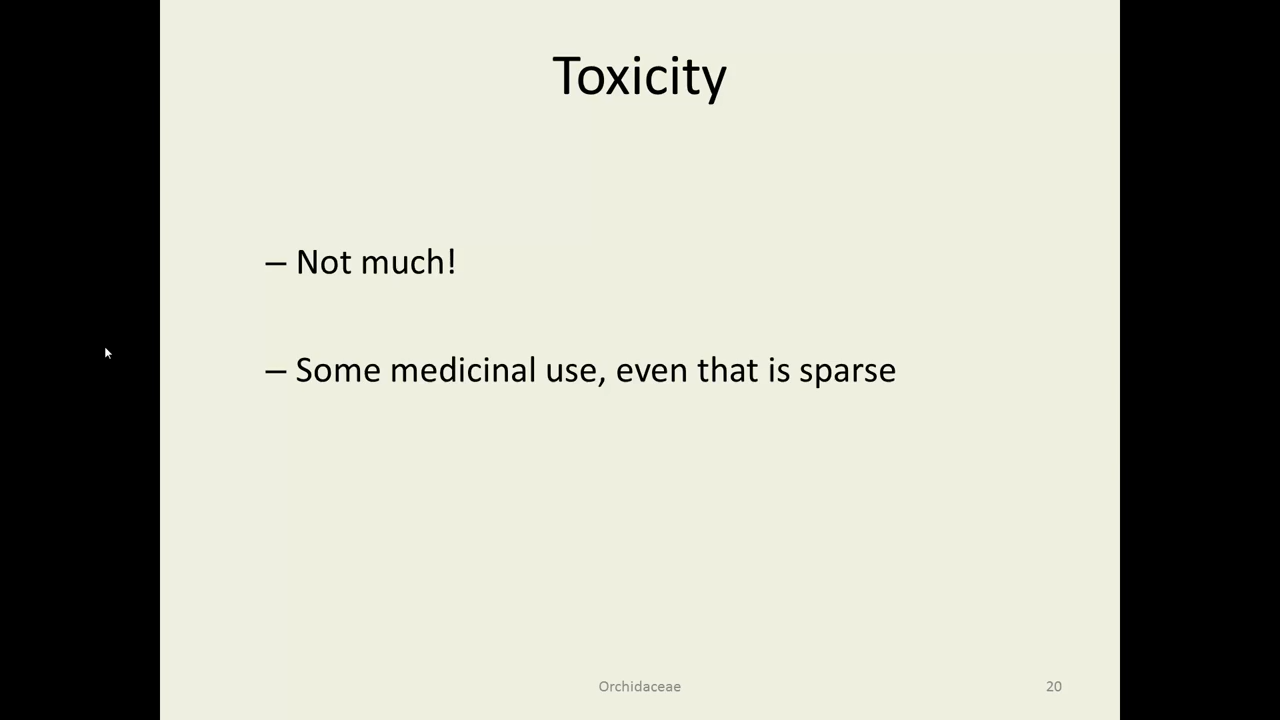 Toxicity
– Not much!
– Some medicinal use, even that is sparse
Orchidaceae
20